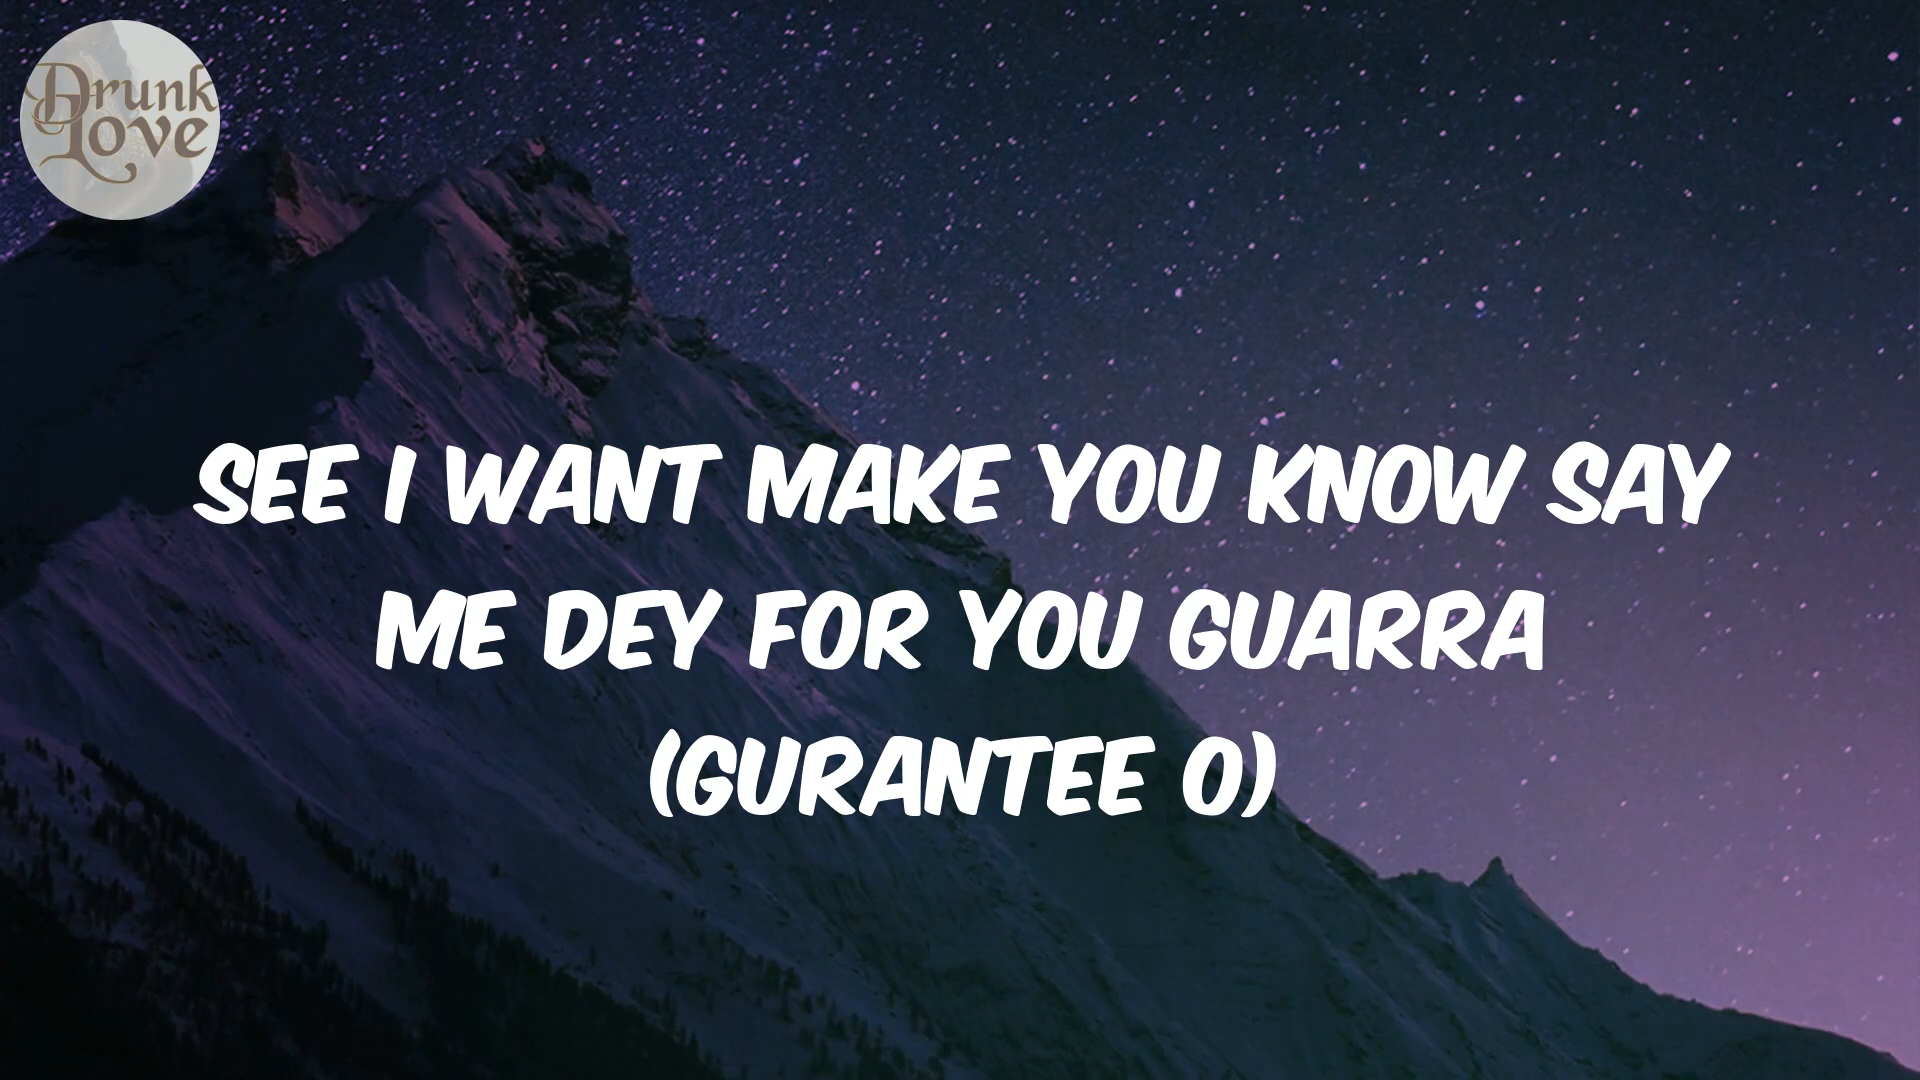 Drunk
Love
SEE I WANT MAKE YOU KNOW SAY
ME DEY FOR YOU GUARRA
(GURANTEE O)